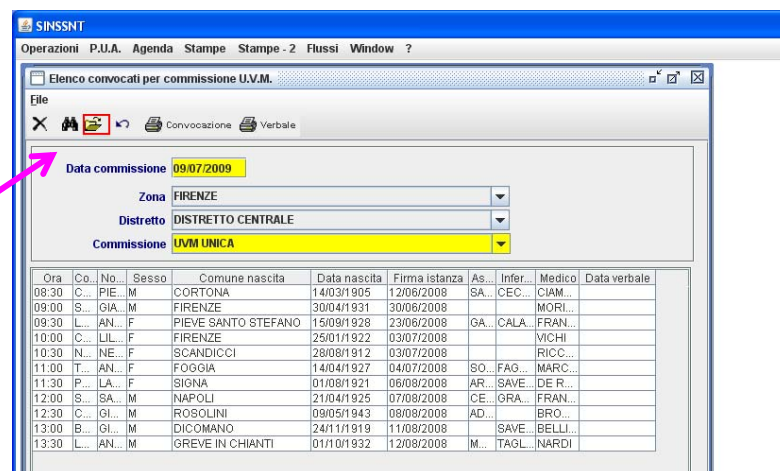 SINSSNT
Operazioni P.U.A. Agenda Stampe Stampe - 2 Flussi Window ?
Elenco convocati per commissione U.V.M.
File
Convocazione Verbale
Data commissione 09/07/2009
Zona FIRENZE
Distretto DISTRETTO CENTRALE
Commissione UVM UNICA
Ora Co... No... Sesso Comune nascita Data nascita Firma istanza As... Infer... Medico Data verbale
08:30 C... PIE... M CORTONA 14/03/1905 12/06/2008 SA... CEC... CIAM...
09:00 S... GIA... M FIRENZE 30/04/1931 30/06/2008 MORI...
09:30 L... AN... F PIEVE SANTO STEFANO 15/09/1928 23/06/2008 GA... CALA... FRAN...
10:00 C... LIL... F FIRENZE 25/01/1922 03/07/2008 VICHI
10:30 N... NE... F SCANDICCI 28/08/1912 03/07/2008 RICC...
11:00 T... AN... F FOGGIA 14/04/1927 04/07/2008 SO... FAG... MARC...
11:30 P... LA... F SIGNA 01/08/1921 06/08/2008 AR... SAVE... DE R...
12:00 S... SA... M NAPOLI 21/04/1925 07/08/2008 CE... GRA... FRAN...
12:30 C... GI... M ROSOLINI 09/05/1943 08/08/2008 AD... BRO...
13:00 B... GI... M DICOMANO 24/11/1919 11/08/2008 SAVE... BELLI...
13:30 L... AN... M GREVE IN CHIANTI 01/10/1932 12/08/2008 M... TAGL... NARDI